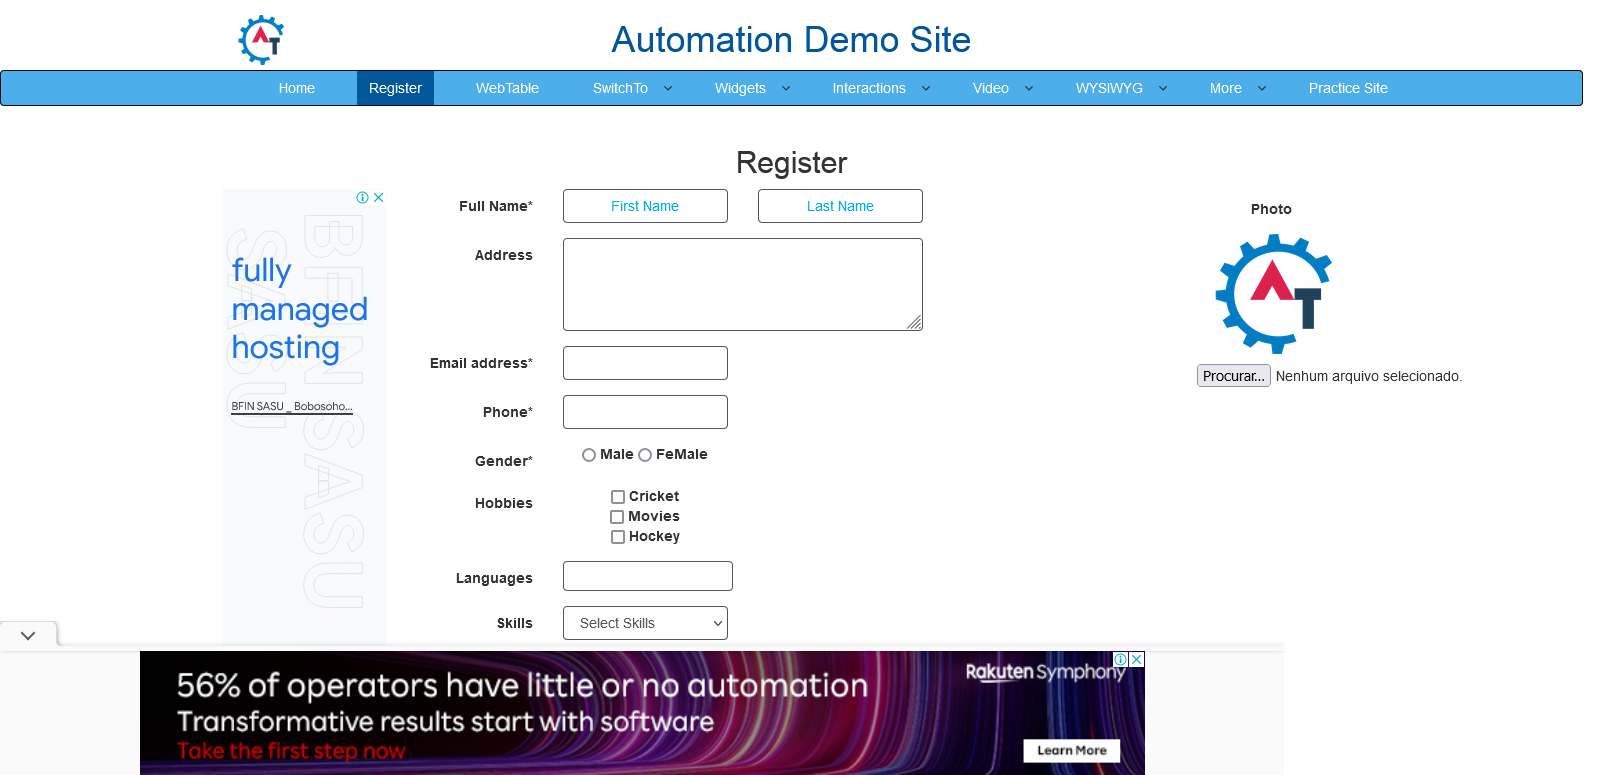 AT
Automation Demo Site
Home Register WebTable SwitchTo Widgets Interactions Video WYSIWYG More Practice Site
Register
Full Name* First Name Last Name
Photo
Address
AT
fully
managed
hosting
BFIN SASU
BFIN SASU _ Bobosoho...
Email address*
Procurar... Nenhum arquivo selecionado.
Phone*
Gender* Male FeMale
Hobbies Cricket
Movies
Hockey
Languages
Skills Select Skills
56% of operators have little or no automation
Rakuten Symphony
Transformative results start with software
Take the first step now
Learn More